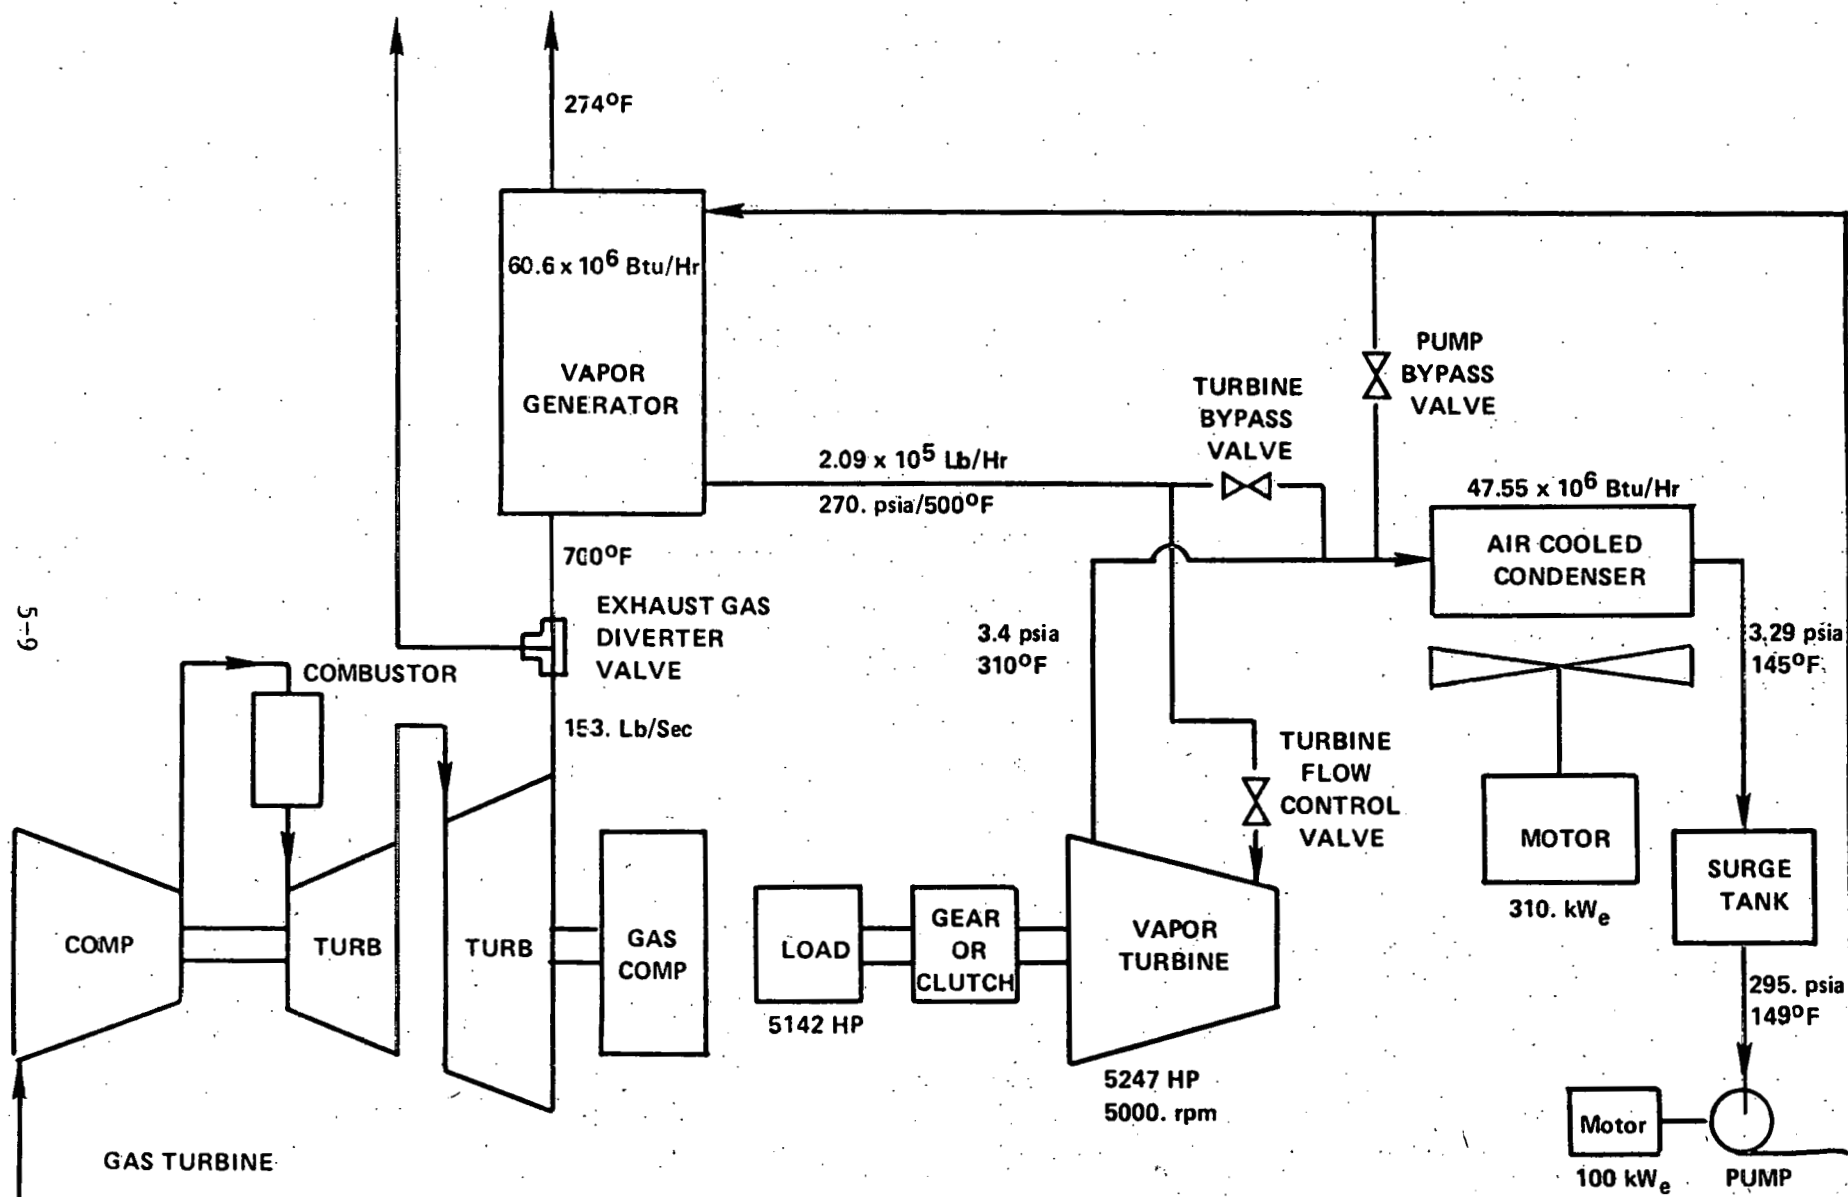 274°F
60.6 x 10⁶ Btu/Hr
VAPOR
GENERATOR
700°F
EXHAUST GAS
DIVERTER
VALVE
153. Lb/Sec
COMBUSTOR
COMP
TURB
TURB
GAS
COMP
GAS TURBINE
2.09 x 10⁵ Lb/Hr
270. psia/500°F
TURBINE
BYPASS
VALVE
PUMP
BYPASS
VALVE
47.55 x 10⁶ Btu/Hr
AIR COOLED
CONDENSER
3.4 psia
310°F
3.29 psia
145°F
TURBINE
FLOW
CONTROL
VALVE
MOTOR
310. kWₑ
SURGE
TANK
LOAD
5142 HP
GEAR
OR
CLUTCH
VAPOR
TURBINE
5247 HP
5000. rpm
295. psia
149°F
Motor
100 kWₑ
PUMP
5-9